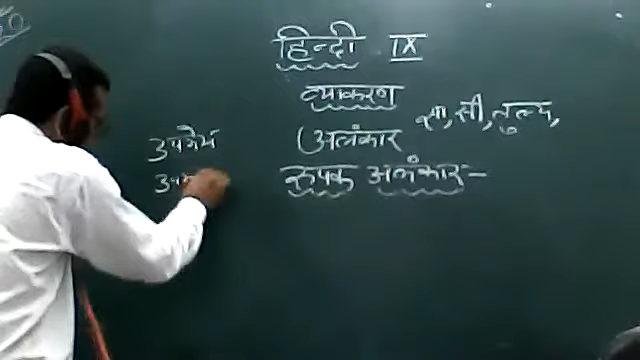 हिन्दी IX
व्याकरण
(अलंकार सा, सी, तुल्य,
रूपक अलंकार–
उपमेय